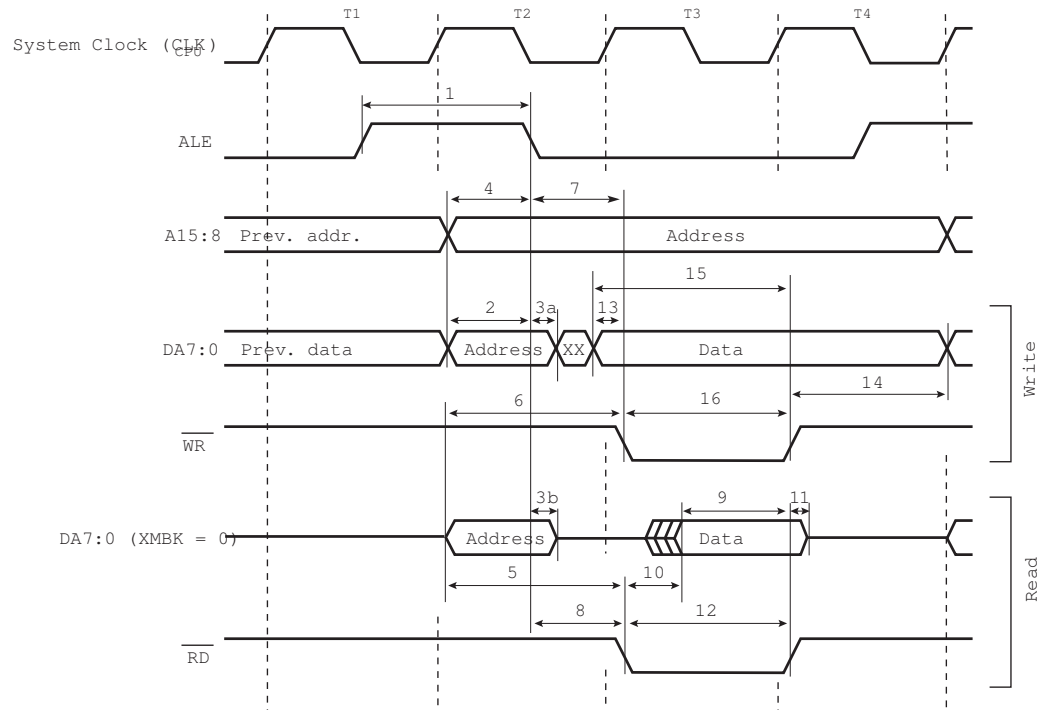 T1 T2 T3 T4
System Clock (CLKCPU)
1
ALE
4 7
A15:8 Prev. addr. Address
15
2 3a 13
DA7:0 Prev. data Address XX Data
14
6 16
WR
Write
3b 9 11
DA7:0 (XMBK = 0) Address Data
5 10
8 12
RD
Read